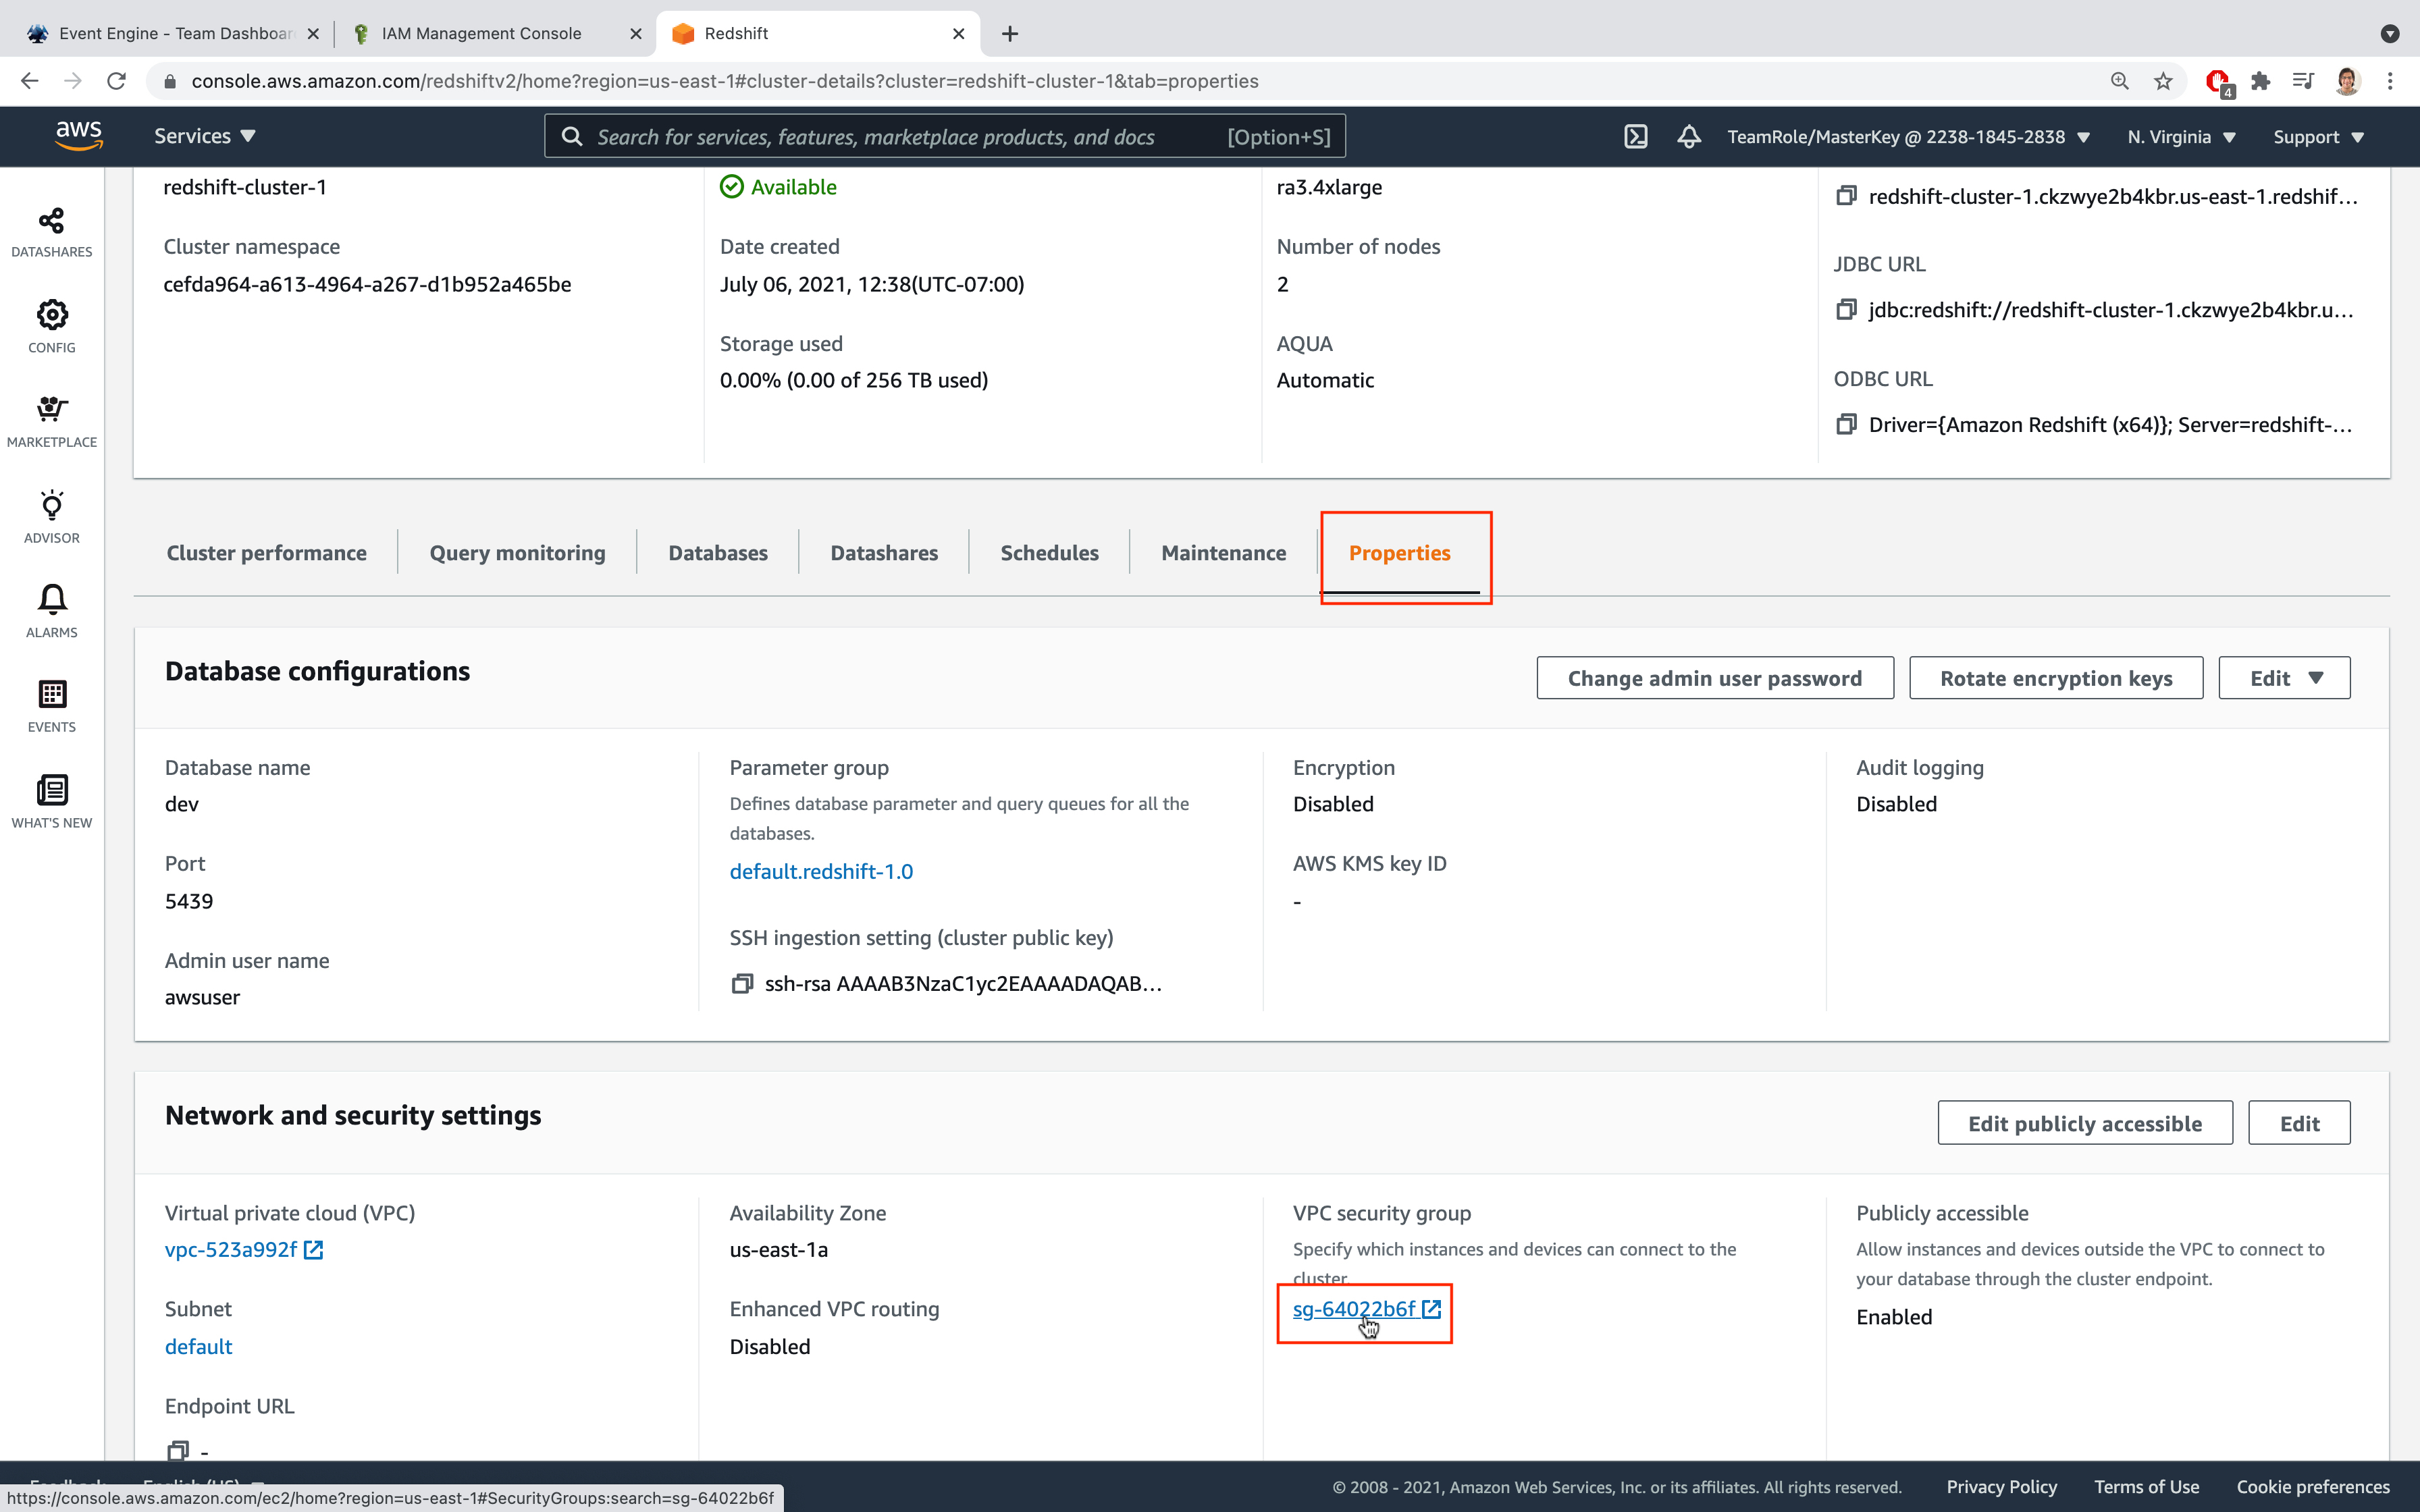 Event Engine - Team Dashboar
IAM Management Console
Redshift
console.aws.amazon.com/redshiftv2/home?region=us-east-1#cluster-details?cluster=redshift-cluster-1&tab=properties
4
aws
Services
Search for services, features, marketplace products, and docs
[Option+S]
TeamRole/MasterKey @ 2238-1845-2838
N. Virginia
Support
DATASHARES
CONFIG
MARKETPLACE
ADVISOR
ALARMS
EVENTS
WHAT'S NEW
redshift-cluster-1
Cluster namespace
cefda964-a613-4964-a267-d1b952a465be
Available
Date created
July 06, 2021, 12:38(UTC-07:00)
Storage used
0.00% (0.00 of 256 TB used)
ra3.4xlarge
Number of nodes
2
AQUA
Automatic
redshift-cluster-1.ckzwye2b4kbr.us-east-1.redshif...
JDBC URL
jdbc:redshift://redshift-cluster-1.ckzwye2b4kbr.u...
ODBC URL
Driver={Amazon Redshift (x64)}; Server=redshift-...
Cluster performance
Query monitoring
Databases
Datashares
Schedules
Maintenance
Properties
Database configurations
Change admin user password
Rotate encryption keys
Edit
Database name
dev
Port
5439
Admin user name
awsuser
Parameter group
Defines database parameter and query queues for all the
databases.
default.redshift-1.0
SSH ingestion setting (cluster public key)
ssh-rsa AAAAB3NzaC1yc2EAAAADAQAB...
Encryption
Disabled
AWS KMS key ID
-
Audit logging
Disabled
Network and security settings
Edit publicly accessible
Edit
Virtual private cloud (VPC)
vpc-523a992f
Subnet
default
Endpoint URL
-
Availability Zone
us-east-1a
Enhanced VPC routing
Disabled
VPC security group
Specify which instances and devices can connect to the
cluster.
sg-64022b6f
Publicly accessible
Allow instances and devices outside the VPC to connect to
your database through the cluster endpoint.
Enabled
https://console.aws.amazon.com/ec2/home?region=us-east-1#SecurityGroups:search=sg-64022b6f
© 2008 - 2021, Amazon Web Services, Inc. or its affiliates. All rights reserved.
Privacy Policy
Terms of Use
Cookie preferences